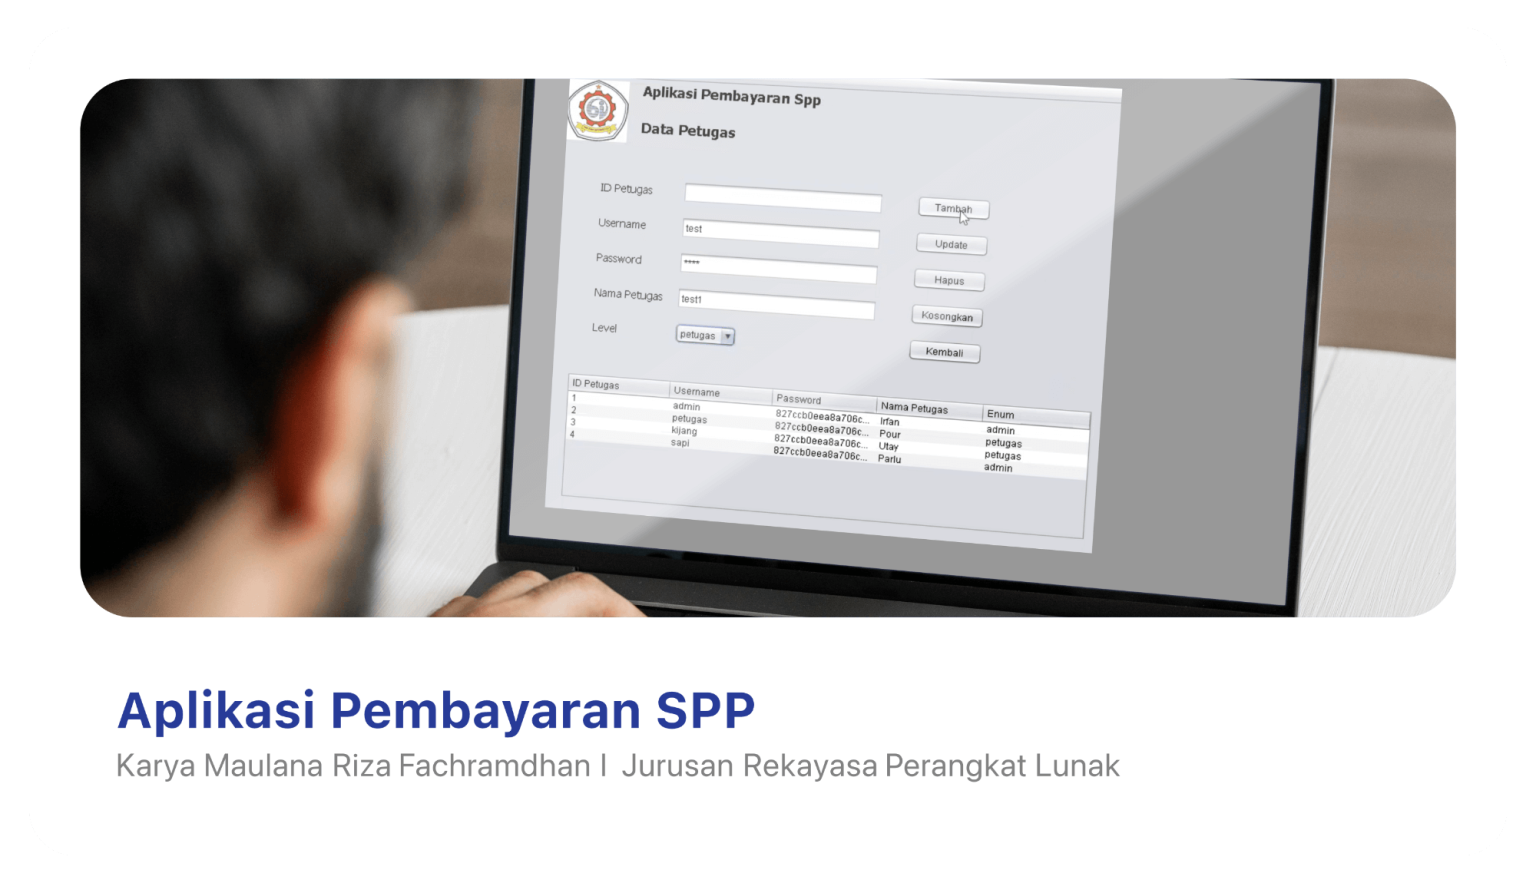 Aplikasi Pembayaran Spp
Data Petugas
ID Petugas
Tambah
Username test
Update
Password ****
Hapus
Nama Petugas test1
Kosongkan
Level petugas
Kembali
ID Petugas Username Password Nama Petugas Enum
1 admin 827ccb0eea8a706c... Irfan admin
2 petugas 827ccb0eea8a706c... Pour petugas
3 kijang 827ccb0eea8a706c... Utay petugas
4 sapi 827ccb0eea8a706c... Parlu admin
Aplikasi Pembayaran SPP
Karya Maulana Riza Fachramdhan | Jurusan Rekayasa Perangkat Lunak